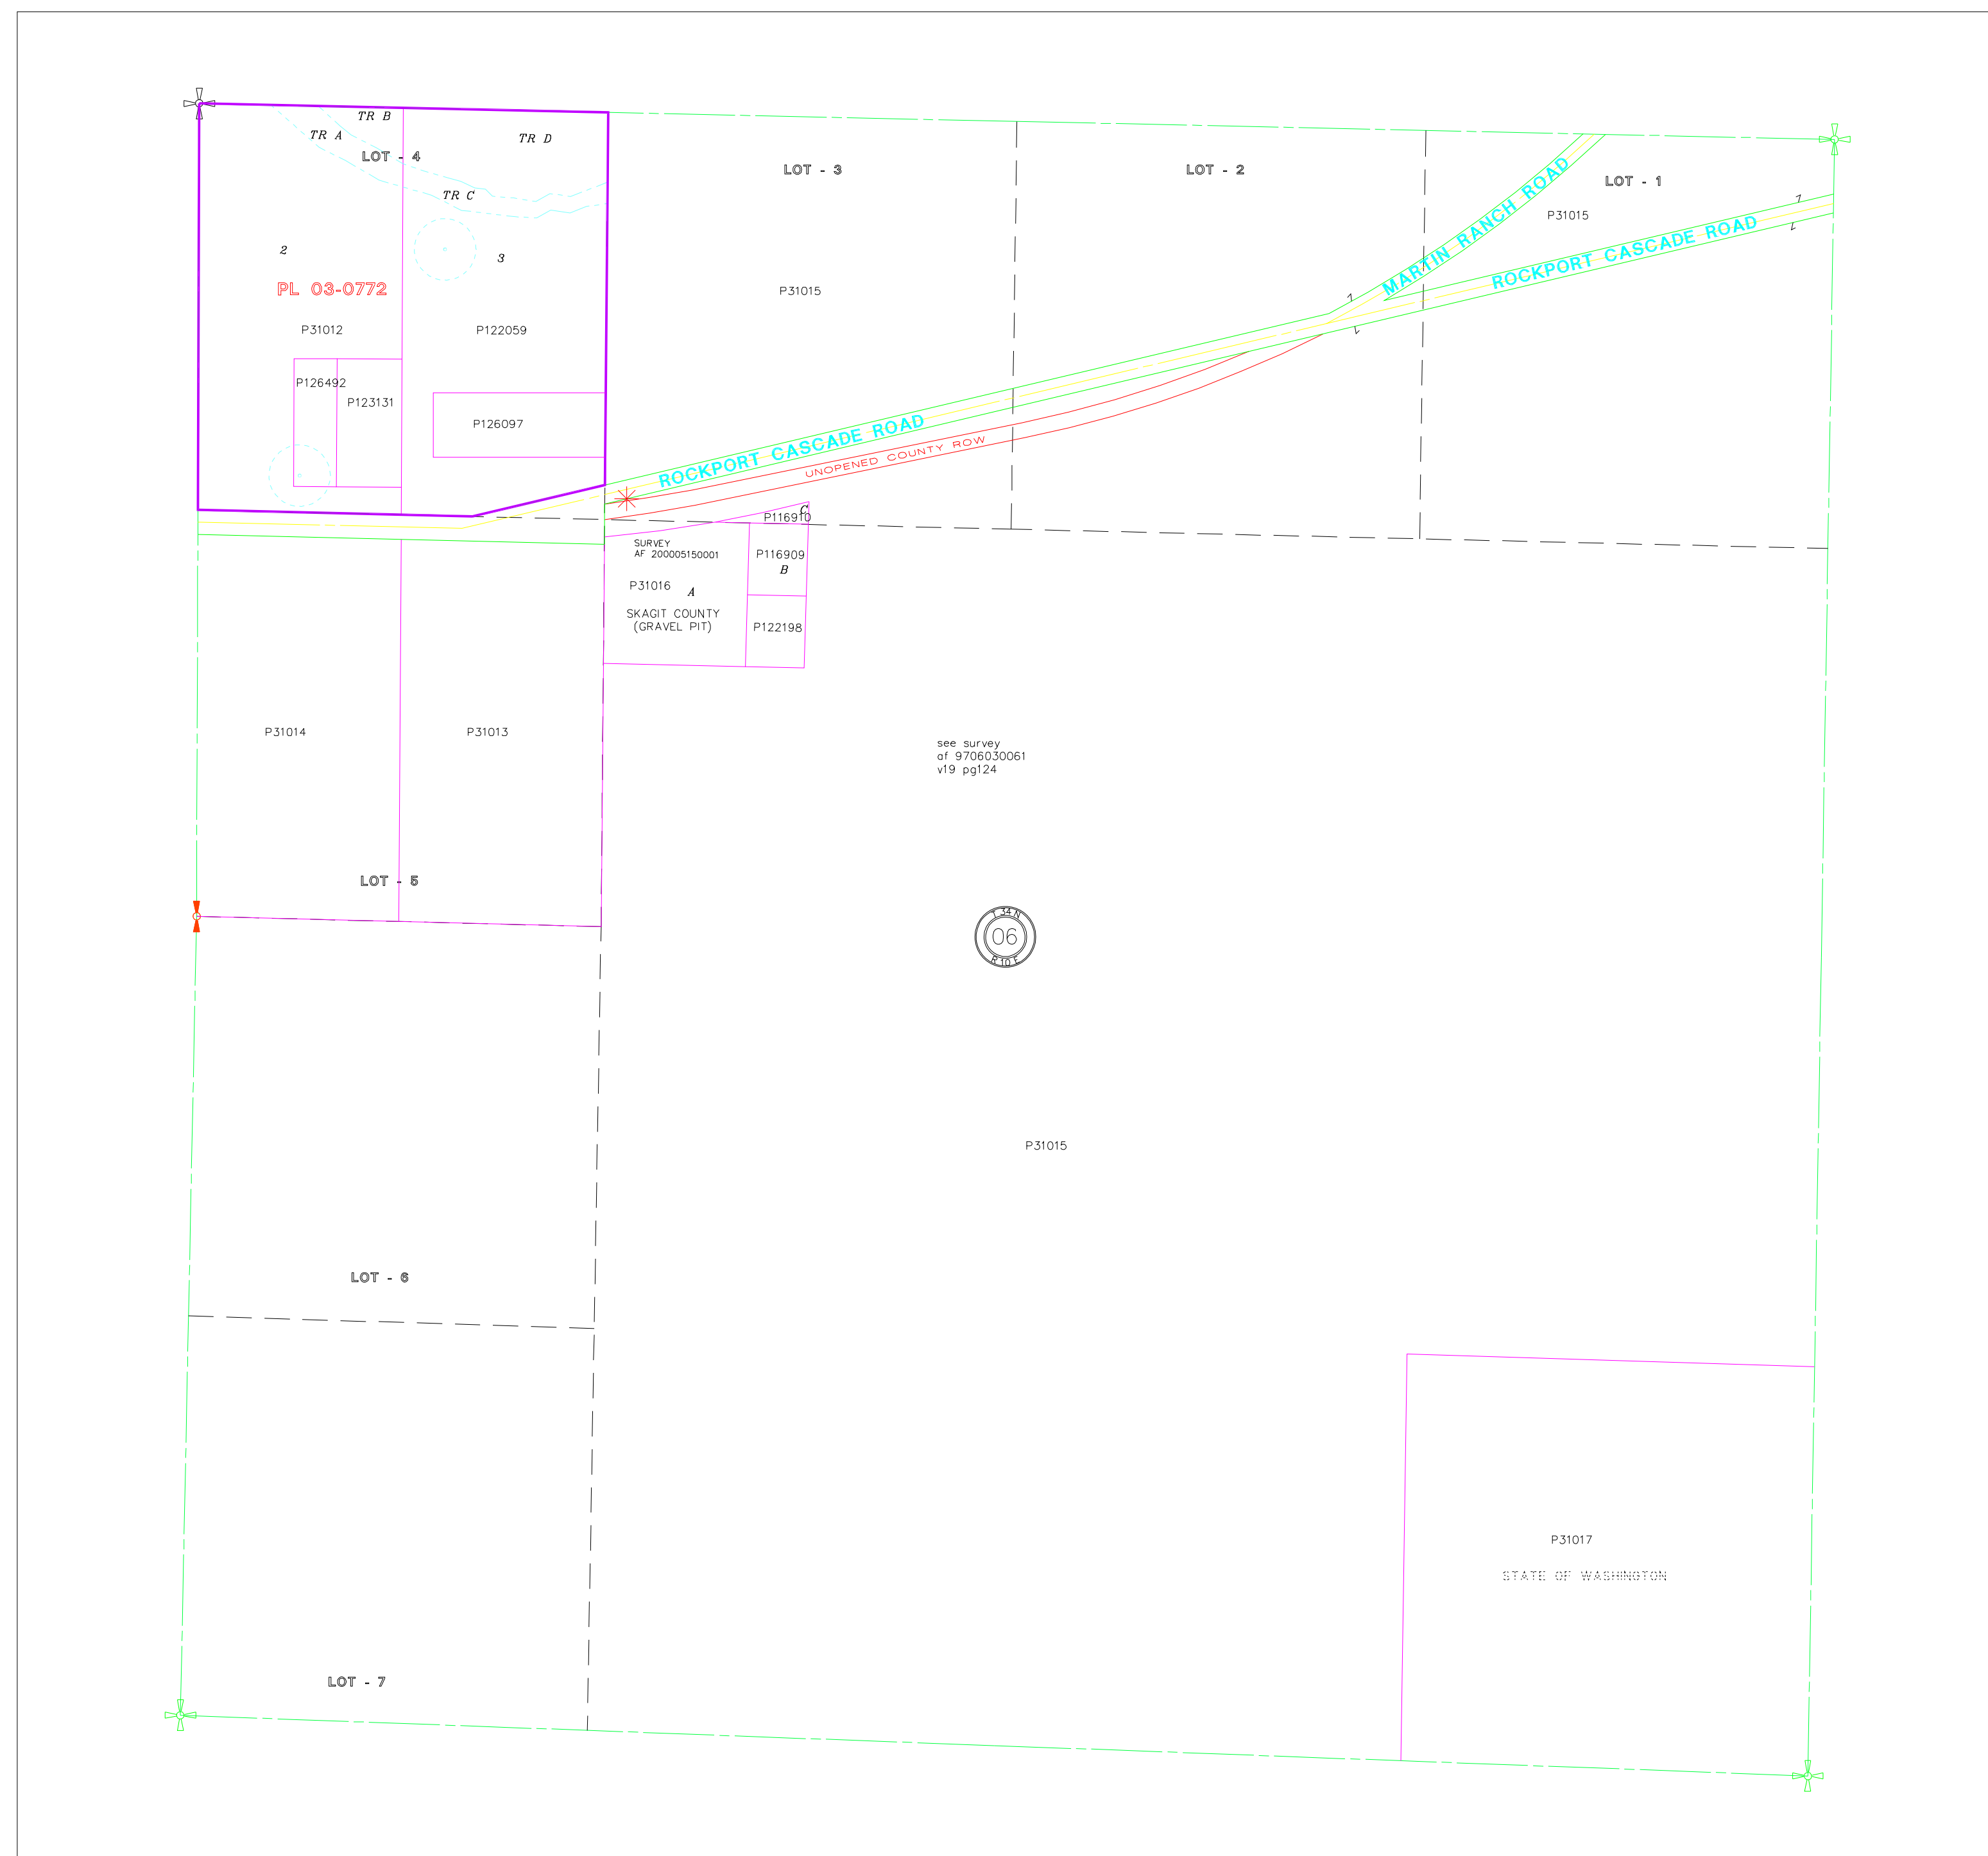 TR B
TR A
TR D
LOT - 4
LOT - 3
LOT - 2
LOT - 1
TR C
MARTIN RANCH ROAD
P31015
ROCKPORT CASCADE ROAD
2
3
PL 03-0772
P31015
P31012
P122059
P126492
P123131
P126097
ROCKPORT CASCADE ROAD
UNOPENED COUNTY ROW
C
P116910
SURVEY
AF 200005150001
P116909
B
P31016
A
SKAGIT COUNTY
(GRAVEL PIT)
P122198
P31014
P31013
see survey
af 9706030061
v19 pg124
LOT - 5
T 34 N
06
R 10 E
P31015
LOT - 6
P31017
STATE OF WASHINGTON
LOT - 7